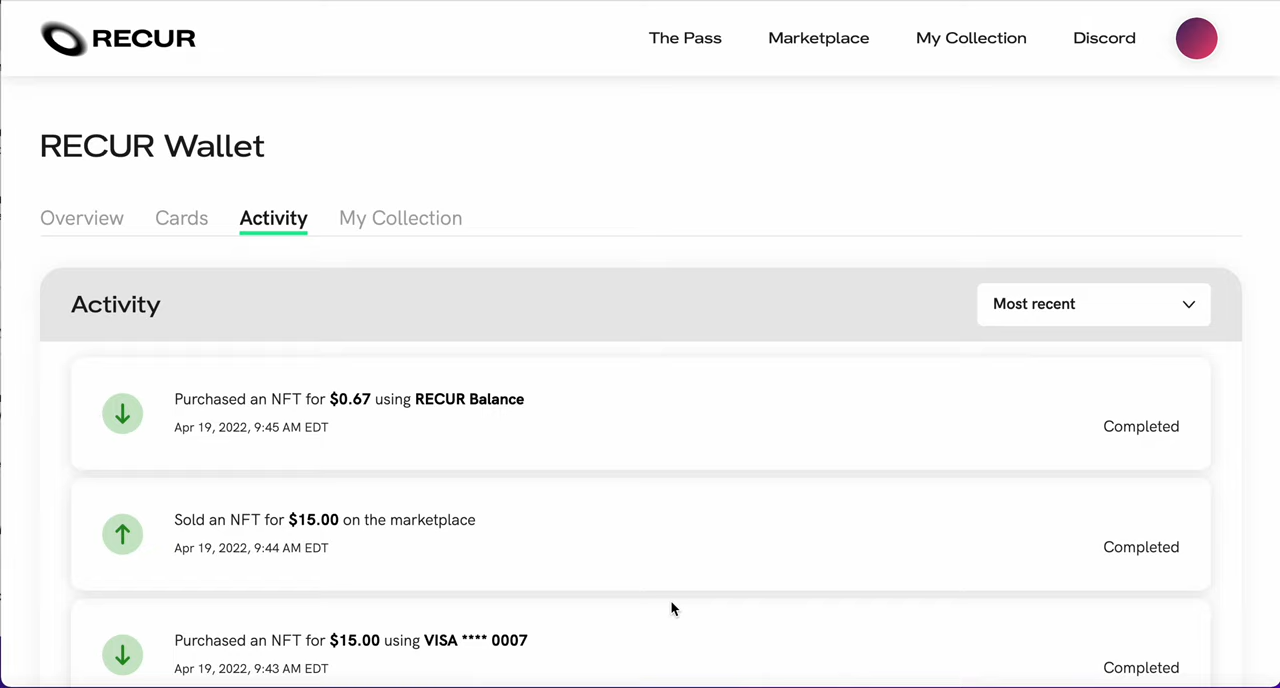 RECUR
The Pass
Marketplace
My Collection
Discord
RECUR Wallet
Overview
Cards
Activity
My Collection
Activity
Most recent
Purchased an NFT for $0.67 using RECUR Balance
Apr 19, 2022, 9:45 AM EDT
Completed
Sold an NFT for $15.00 on the marketplace
Apr 19, 2022, 9:44 AM EDT
Completed
Purchased an NFT for $15.00 using VISA **** 0007
Apr 19, 2022, 9:43 AM EDT
Completed